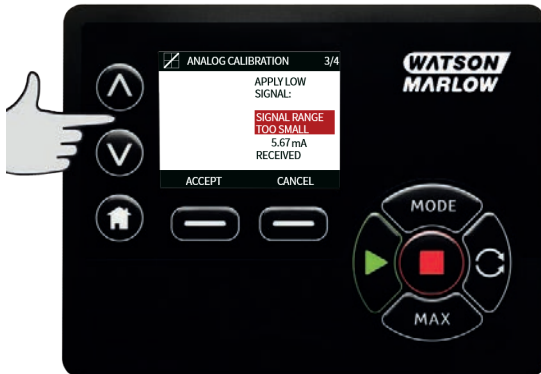 ANALOG CALIBRATION 3/4
APPLY LOW
SIGNAL:
SIGNAL RANGE
TOO SMALL
5.67 mA
RECEIVED
ACCEPT CANCEL
WATSON
MARLOW
MODE
MAX